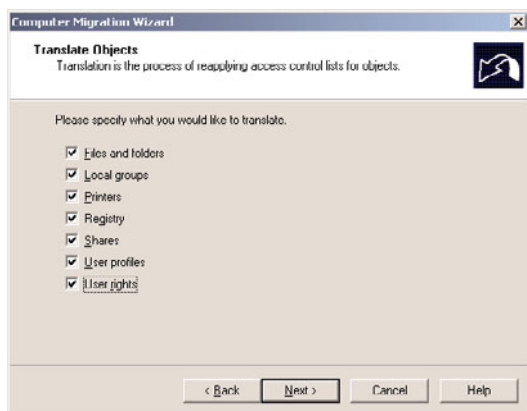 Computer Migration Wizard
Translate Objects
Translation is the process of reapplying access control lists for objects.
Please specify what you would like to translate.
Files and folders
Local groups
Printers
Registry
Shares
User profiles
User rights
< Back
Next >
Cancel
Help